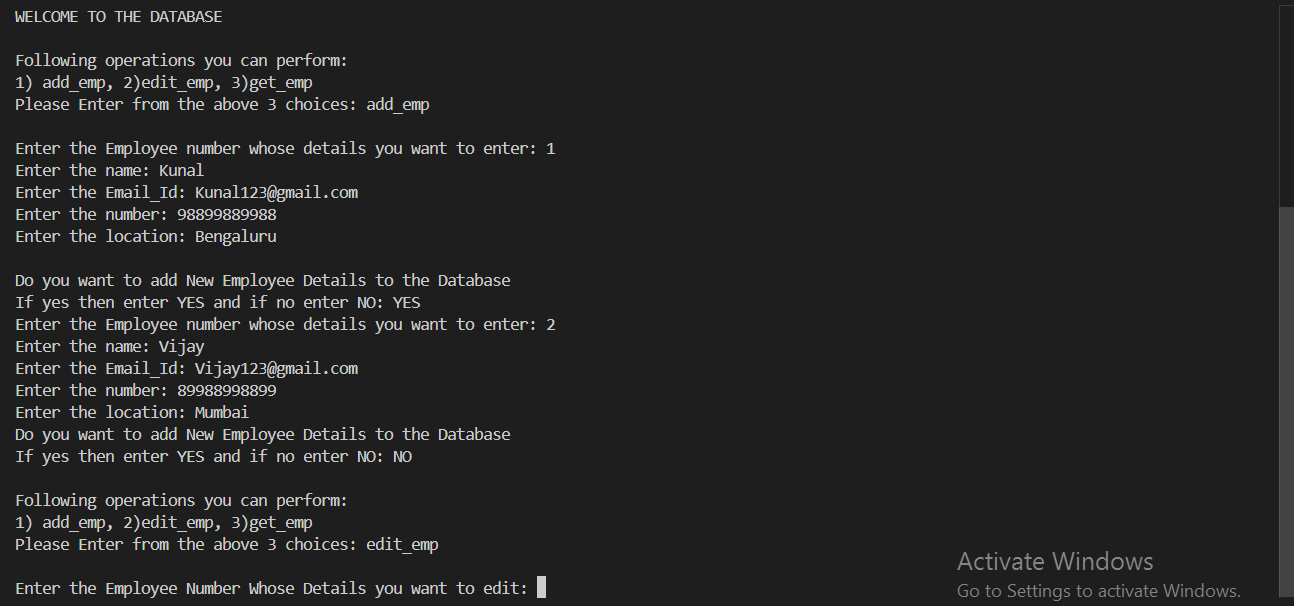 WELCOME TO THE DATABASE
Following operations you can perform:
1) add_emp, 2)edit_emp, 3)get_emp
Please Enter from the above 3 choices: add_emp
Enter the Employee number whose details you want to enter: 1
Enter the name: Kunal
Enter the Email_Id: Kunal123@gmail.com
Enter the number: 98899889988
Enter the location: Bengaluru
Do you want to add New Employee Details to the Database
If yes then enter YES and if no enter NO: YES
Enter the Employee number whose details you want to enter: 2
Enter the name: Vijay
Enter the Email_Id: Vijay123@gmail.com
Enter the number: 89988998899
Enter the location: Mumbai
Do you want to add New Employee Details to the Database
If yes then enter YES and if no enter NO: NO
Following operations you can perform:
1) add_emp, 2)edit_emp, 3)get_emp
Please Enter from the above 3 choices: edit_emp
Enter the Employee Number Whose Details you want to edit:
Activate Windows
Go to Settings to activate Windows.